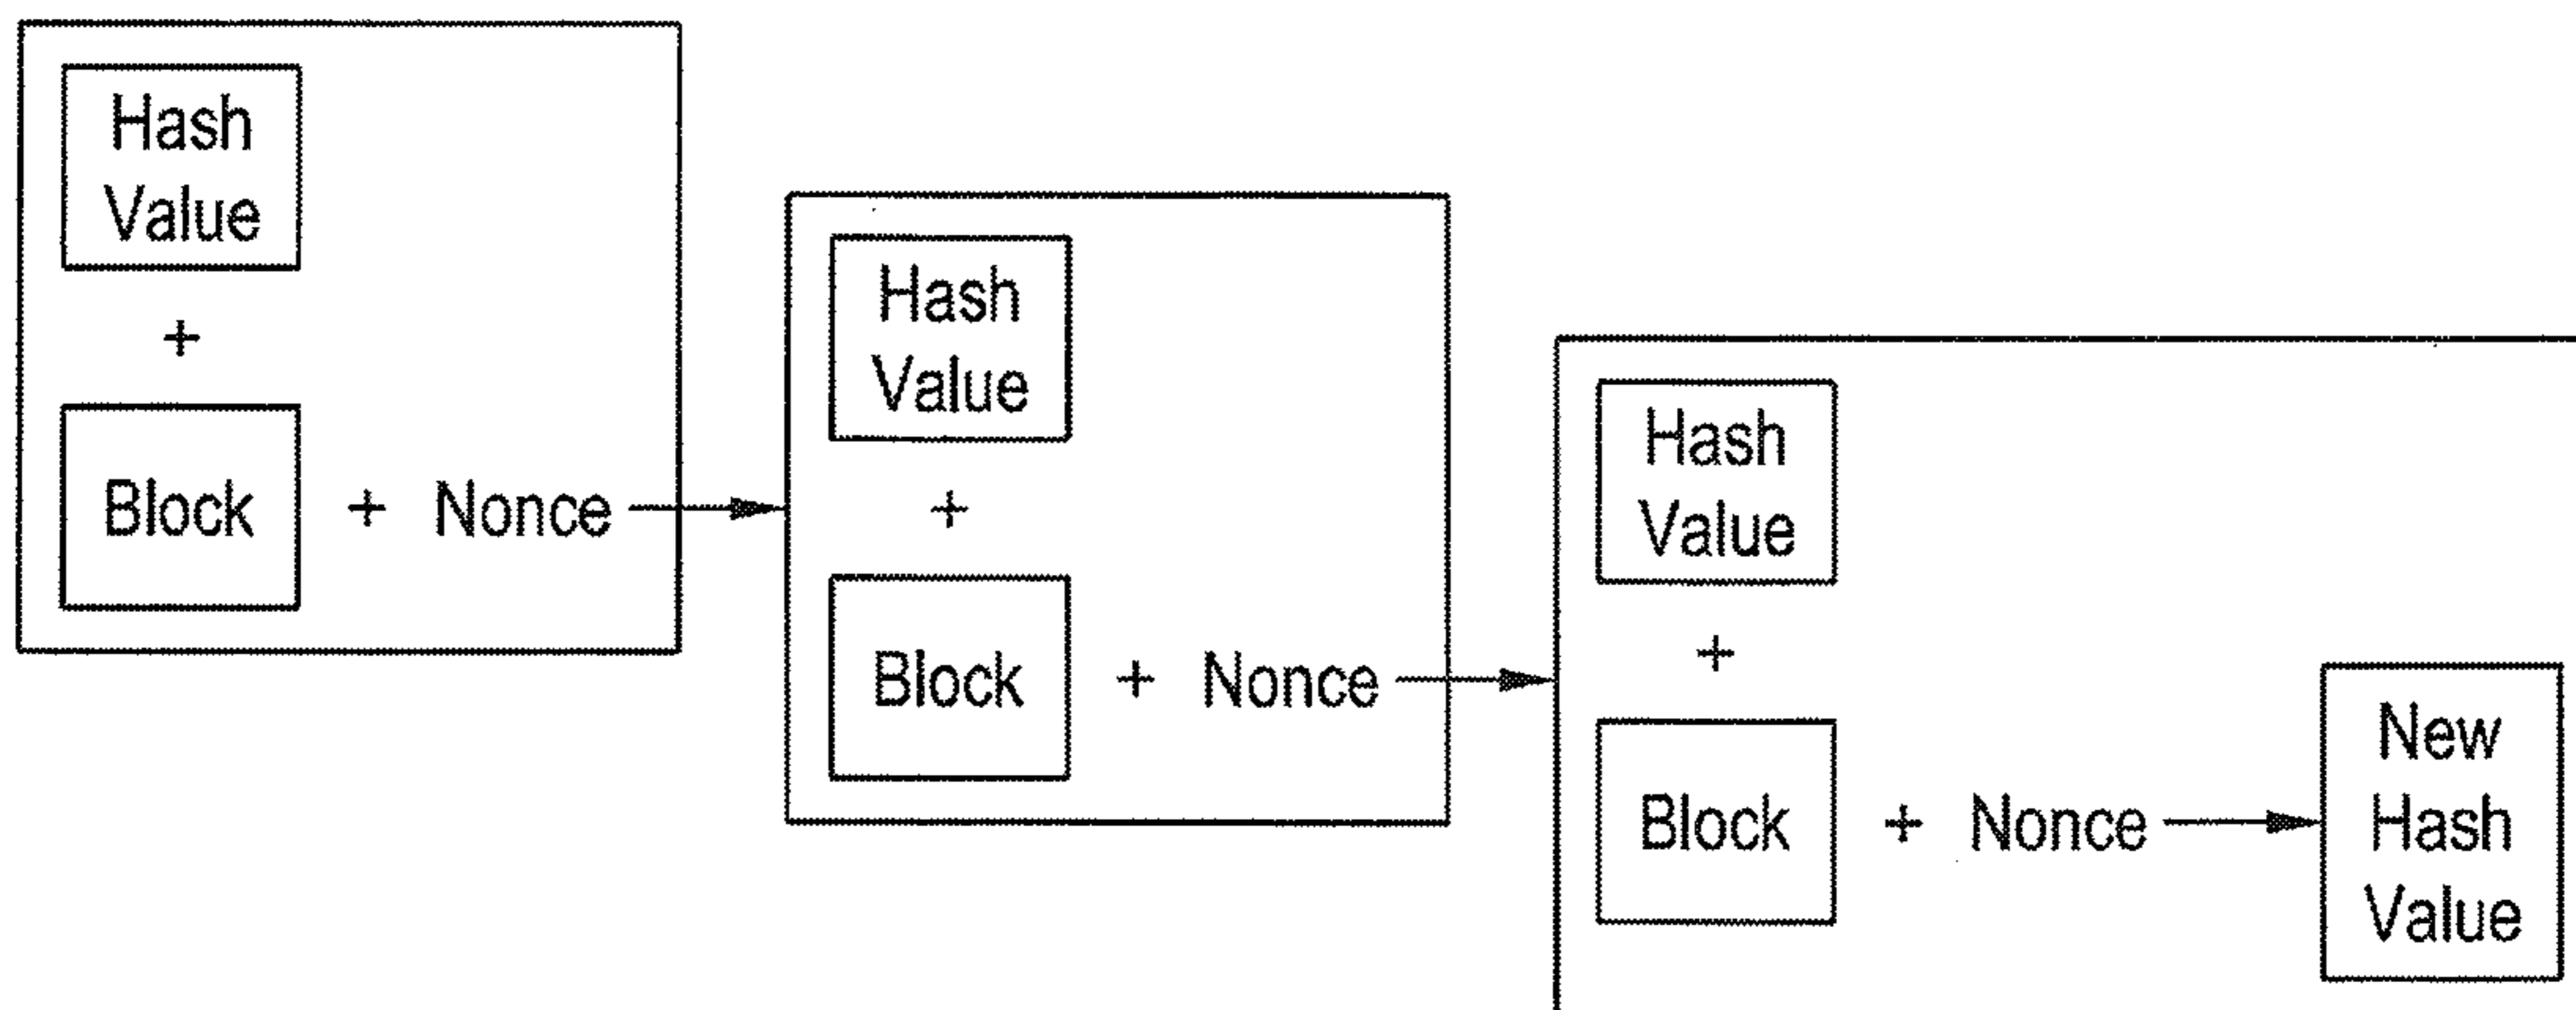 Hash
Value
+
Block + Nonce
Hash
Value
+
Block + Nonce
Hash
Value
+
Block + Nonce
New
Hash
Value